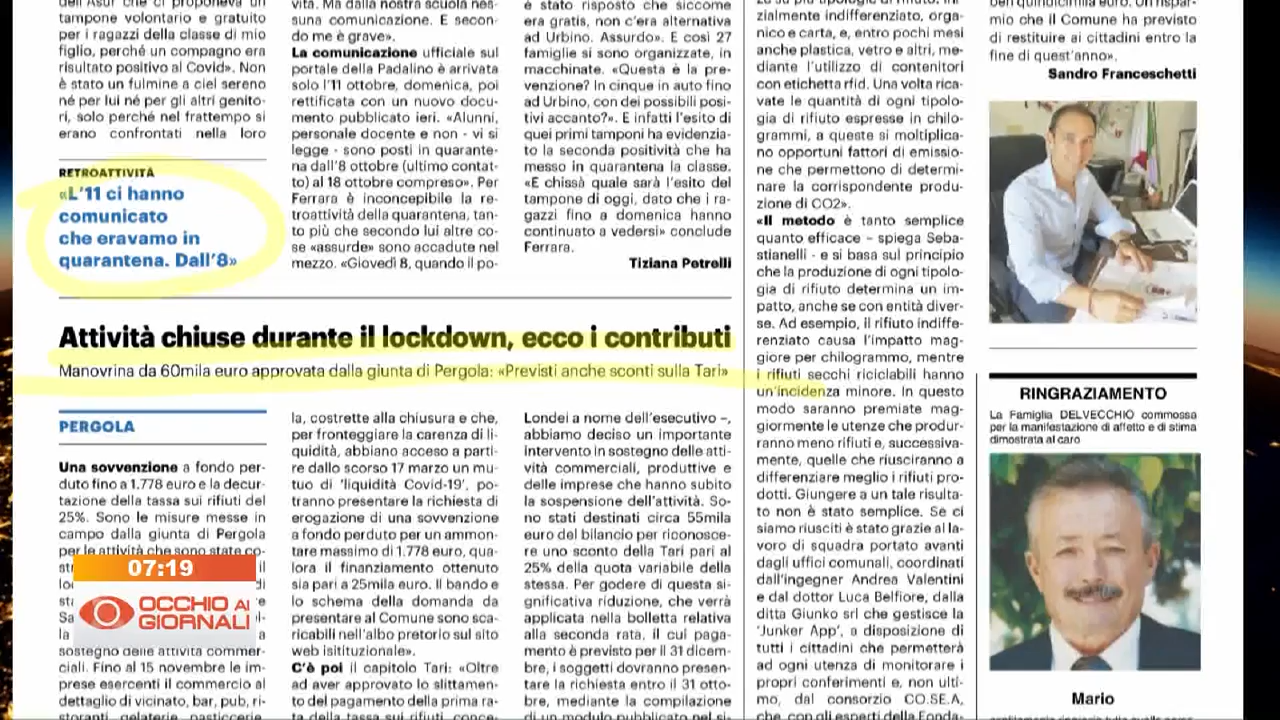 dell'Asur che ci proponeva un
tampone volontario e gratuito
per i ragazzi della classe di mio
figlio, perché un compagno era
risultato positivo al Covid». Non
è stato un fulmine a ciel sereno
né per lui né per gli altri genito-
ri, solo perché nel frattempo si
erano confrontati nella loro
RETROATTIVITÀ
«L'11 ci hanno
comunicato
che eravamo in
quarantena. Dall'8»
vita. Ma dalla nostra scuola nes-
suna comunicazione. E secon-
do me è grave».
La comunicazione ufficiale sul
portale della Padalino è arrivata
solo l'11 ottobre, domenica, poi
rettificata con un nuovo docu-
mento pubblicato ieri. «Alunni,
personale docente e non - vi si
legge - sono posti in quarante-
na dall'8 ottobre (ultimo contat-
to) al 18 ottobre compreso». Per
Ferrara è inconcepibile la re-
troattività della quarantena, tan-
to più che secondo lui altre co-
se «assurde» sono accadute nel
mezzo. «Giovedì 8, quando il po-
è stato risposto che siccome
era gratis, non c'era alternativa
ad Urbino. Assurdo». E così 27
famiglie si sono organizzate, in
macchinate. «Questa è la pre-
venzione? In cinque in auto fino
ad Urbino, con dei possibili posi-
tivi accanto?». E infatti l'esito di
quei primi tamponi ha evidenzia-
to la seconda positività che ha
messo in quarantena la classe.
«E chissà quale sarà l'esito del
tampone di oggi, dato che i ra-
gazzi fino a domenica hanno
continuato a vedersi» conclude
Ferrara.
Tiziana Petrelli
Attività chiuse durante il lockdown, ecco i contributi
Manovrina da 60mila euro approvata dalla giunta di Pergola: «Previsti anche sconti sulla Tari»
PERGOLA
Una sovvenzione a fondo per-
duto fino a 1.778 euro e la decur-
tazione della tassa sui rifiuti del
25%. Sono le misure messe in
campo dalla giunta di Pergola
per le attività che sono state co-
sostegno delle attività commer-
ciali. Fino al 15 novembre le im-
prese esercenti il commercio al
dettaglio di vicinato, bar, pub, ri-
storanti, gelaterie, pasticcerie,
la, costrette alla chiusura e che,
per fronteggiare la carenza di li-
quidità, abbiano acceso a parti-
re dallo scorso 17 marzo un mu-
tuo di 'liquidità Covid-19', po-
tranno presentare la richiesta di
erogazione di una sovvenzione
a fondo perduto per un ammon-
tare massimo di 1.778 euro, qua-
lora il finanziamento ottenuto
sia pari a 25mila euro. Il bando e
lo schema della domanda da
presentare al Comune sono sca-
ricabili nell'albo pretorio sul sito
web isitituzionale».
C'è poi il capitolo Tari: «Oltre
ad aver approvato lo slittamen-
to del pagamento della prima ra-
ta della tassa sui rifiuti, conce-
Londei a nome dell'esecutivo –,
abbiamo deciso un importante
intervento in sostegno delle atti-
vità commerciali, produttive e
delle imprese che hanno subito
la sospensione dell'attività. So-
no stati destinati circa 55mila
euro del bilancio per riconosce-
re uno sconto della Tari pari al
25% della quota variabile della
stessa. Per godere di questa si-
gnificativa riduzione, che verrà
applicata nella bolletta relativa
alla seconda rata, il cui paga-
mento è previsto per il 31 dicem-
bre, i soggetti dovranno presen-
tare la richiesta entro il 31 otto-
bre, mediante la compilazione
di un modulo pubblicato nel si-
zialmente indifferenziato, orga-
nico e carta, e, entro pochi mesi
anche plastica, vetro e altri, me-
diante l'utilizzo di contenitori
con etichetta rfid. Una volta rica-
vate le quantità di ogni tipolo-
gia di rifiuto espresse in chilo-
grammi, a queste si moltiplica-
no opportuni fattori di emissio-
ne che permettono di determi-
nare la corrispondente produ-
zione di CO2».
«Il metodo è tanto semplice
quanto efficace – spiega Seba-
stianelli - e si basa sul principio
che la produzione di ogni tipolo-
gia di rifiuto determina un im-
patto, anche se con entità diver-
se. Ad esempio, il rifiuto indiffe-
renziato causa l'impatto mag-
giore per chilogrammo, mentre
i rifiuti secchi riciclabili hanno
un'incidenza minore. In questo
modo saranno premiate mag-
giormente le utenze che produr-
ranno meno rifiuti e, successiva-
mente, quelle che riusciranno a
differenziare meglio i rifiuti pro-
dotti. Giungere a un tale risulta-
to non è stato semplice. Se ci
siamo riusciti è stato grazie al la-
voro di squadra portato avanti
dagli uffici comunali, coordinati
dall'ingegner Andrea Valentini
e dal dottor Luca Belfiore, dalla
ditta Giunko srl che gestisce la
'Junker App', a disposizione di
tutti i cittadini che permetterà
ad ogni utenza di monitorare i
propri conferimenti e, non ulti-
mo, dal consorzio CO.SE.A,
che, con gli esperti della Fonda-
ben quindicimila euro. Un rispar-
mio che il Comune ha previsto
di restituire ai cittadini entro la
fine di quest'anno».
Sandro Franceschetti
RINGRAZIAMENTO
La Famiglia DELVECCHIO commossa
per la manifestazione di affetto e di stima
dimostrata al caro
Mario
07:19
OCCHIO AI
GIORNALI